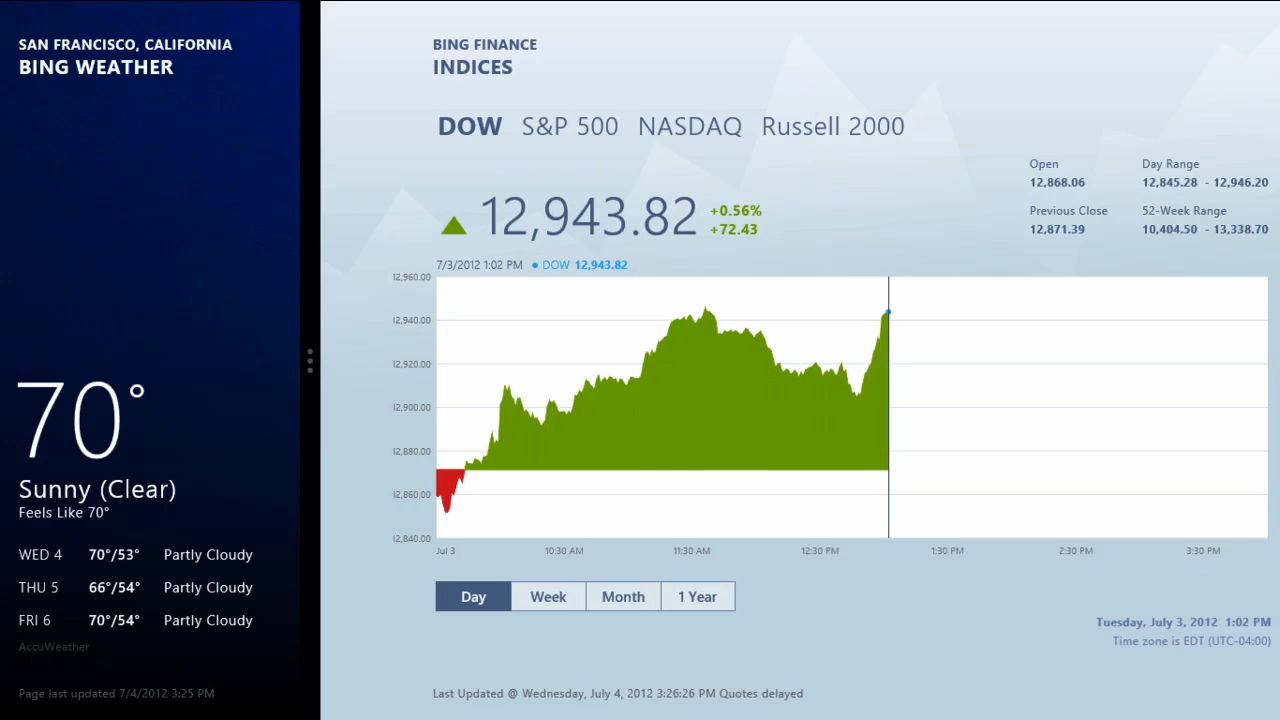 SAN FRANCISCO, CALIFORNIA
BING WEATHER
70°
Sunny (Clear)
Feels Like 70°
WED 4 70°/53° Partly Cloudy
THU 5 66°/54° Partly Cloudy
FRI 6 70°/54° Partly Cloudy
AccuWeather
Page last updated 7/4/2012 3:25 PM
BING FINANCE
INDICES
DOW S&P 500 NASDAQ Russell 2000
Open
12,868.06
Day Range
12,845.28 - 12,946.20
Previous Close
12,871.39
52-Week Range
10,404.50 - 13,338.70
12,943.82
+0.56%
+72.43
7/3/2012 1:02 PM DOW 12,943.82
12,960.00
12,940.00
12,920.00
12,900.00
12,880.00
12,860.00
12,840.00
Jul 3 10:30 AM 11:30 AM 12:30 PM 1:30 PM 2:30 PM 3:30 PM
Day Week Month 1 Year
Tuesday, July 3, 2012 1:02 PM
Time zone is EDT (UTC-04:00)
Last Updated @ Wednesday, July 4, 2012 3:26:26 PM Quotes delayed